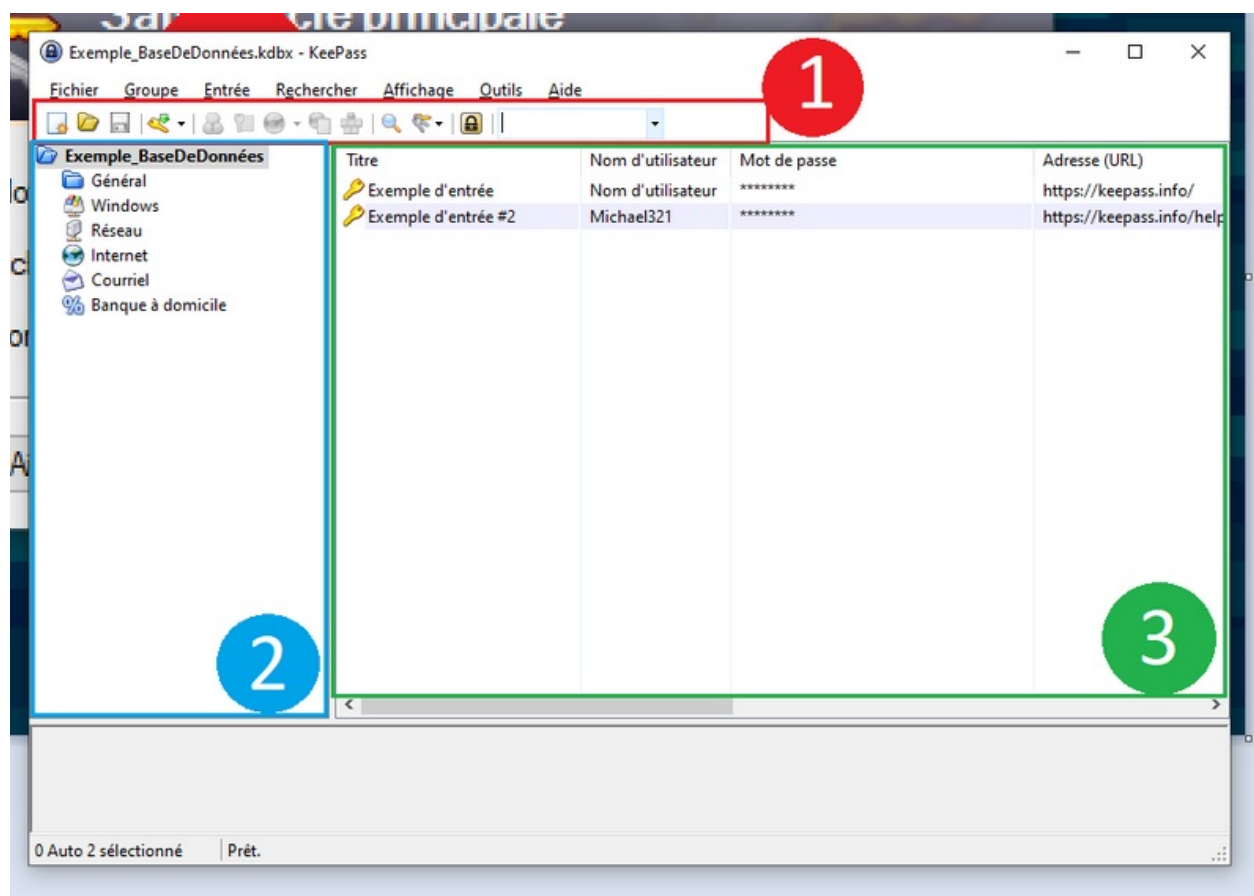 clé principale
Exemple_BaseDeDonnées.kdbx - KeePass
1
Fichier Groupe Entrée Rechercher Affichage Outils Aide
Exemple_BaseDeDonnées
Général
Windows
Réseau
Internet
Courriel
Banque à domicile
2
Titre Nom d'utilisateur Mot de passe Adresse (URL)
Exemple d'entrée Nom d'utilisateur ******** https://keepass.info/
Exemple d'entrée #2 Michael321 ******** https://keepass.info/help
3
0 Auto 2 sélectionné Prêt.